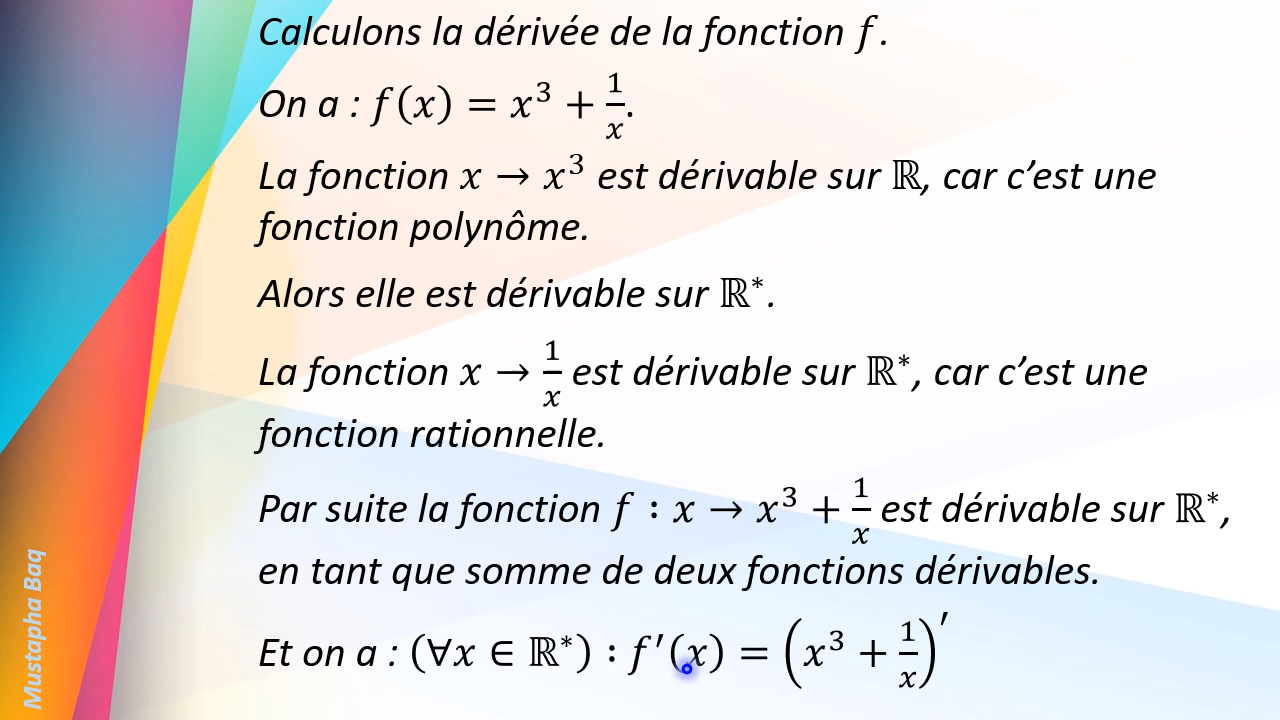 Calculons la dérivée de la fonction f.
On a : f(x) = x³ + 1/x.
La fonction x → x³ est dérivable sur ℝ, car c’est une
fonction polynôme.
Alors elle est dérivable sur ℝ*.
La fonction x → 1/x est dérivable sur ℝ*, car c’est une
fonction rationnelle.
Par suite la fonction f : x → x³ + 1/x est dérivable sur ℝ*,
en tant que somme de deux fonctions dérivables.
Et on a : (∀x ∈ ℝ*) : f′(x) = (x³ + 1/x)′
Mustapha Baq